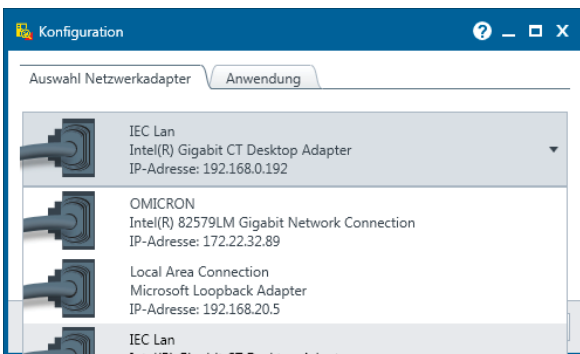 Konfiguration
Auswahl Netzwerkadapter
Anwendung
IEC Lan
Intel(R) Gigabit CT Desktop Adapter
IP-Adresse: 192.168.0.192
OMICRON
Intel(R) 82579LM Gigabit Network Connection
IP-Adresse: 172.22.32.89
Local Area Connection
Microsoft Loopback Adapter
IP-Adresse: 192.168.20.5
IEC Lan